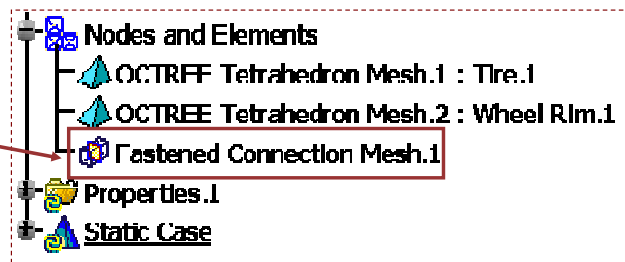 Nodes and Elements
OCTREE Tetrahedron Mesh.1 : Tire.1
OCTREE Tetrahedron Mesh.2 : Wheel Rim.1
Fastened Connection Mesh.1
Properties.1
Static Case